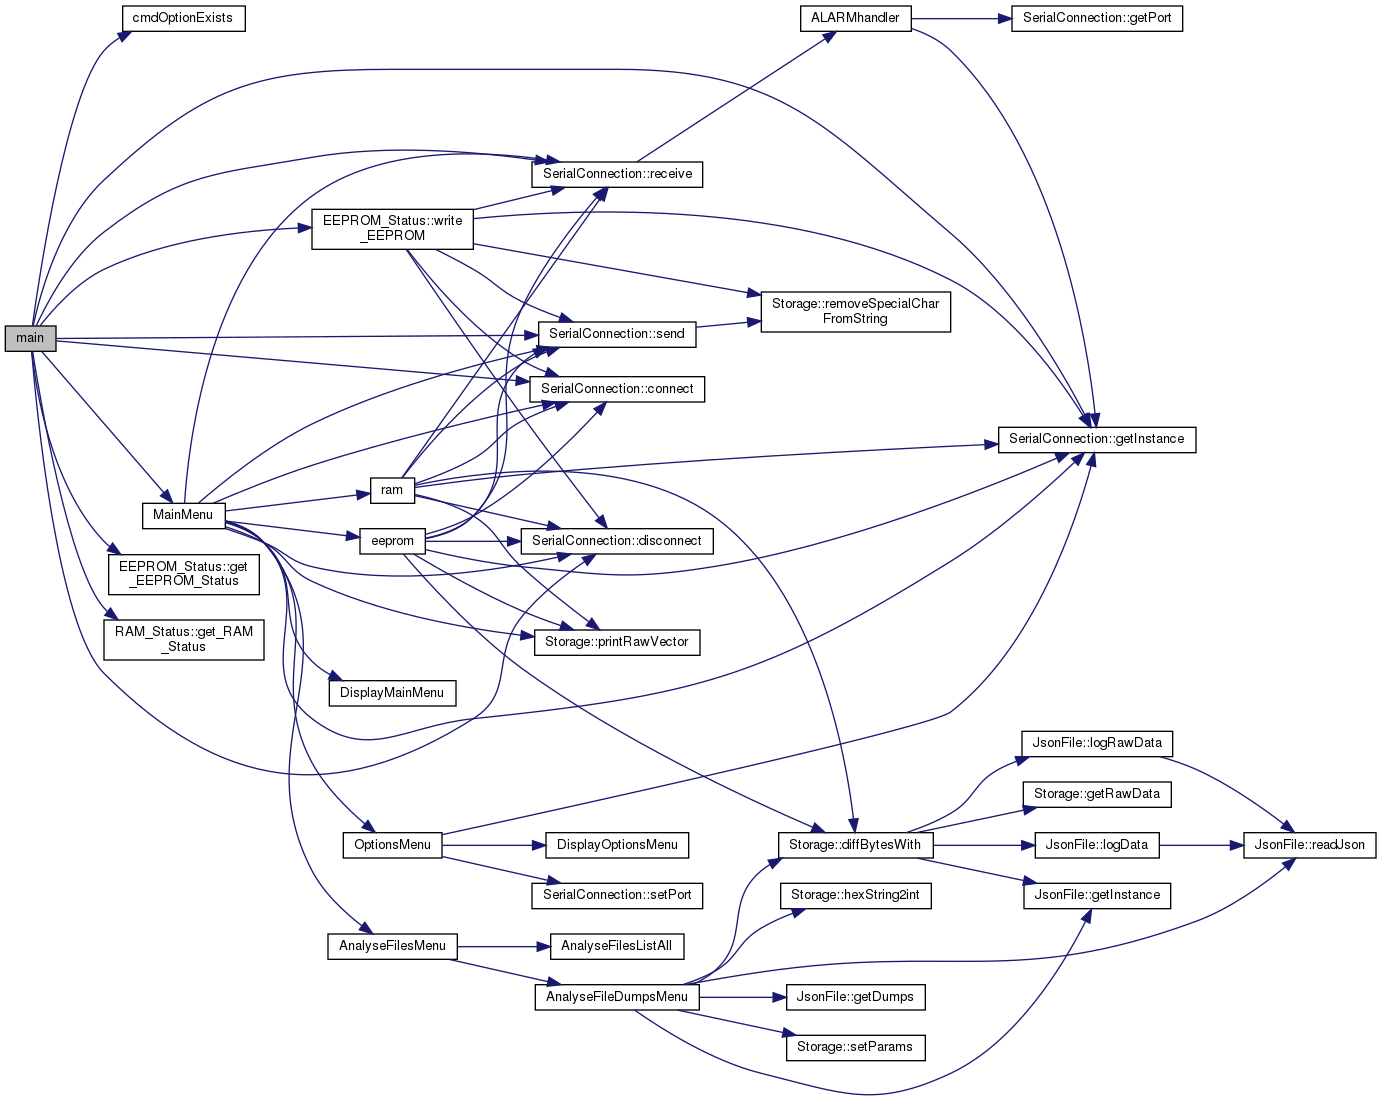 cmdOptionExists
ALARMhandler
SerialConnection::getPort
SerialConnection::receive
EEPROM_Status::write
_EEPROM
Storage::removeSpecialChar
FromString
main
SerialConnection::send
SerialConnection::connect
SerialConnection::getInstance
ram
MainMenu
eeprom
SerialConnection::disconnect
EEPROM_Status::get
_EEPROM_Status
RAM_Status::get_RAM
_Status
Storage::printRawVector
DisplayMainMenu
JsonFile::logRawData
Storage::getRawData
OptionsMenu
DisplayOptionsMenu
Storage::diffBytesWith
JsonFile::logData
JsonFile::readJson
SerialConnection::setPort
Storage::hexString2int
JsonFile::getInstance
AnalyseFilesMenu
AnalyseFilesListAll
AnalyseFileDumpsMenu
JsonFile::getDumps
Storage::setParams